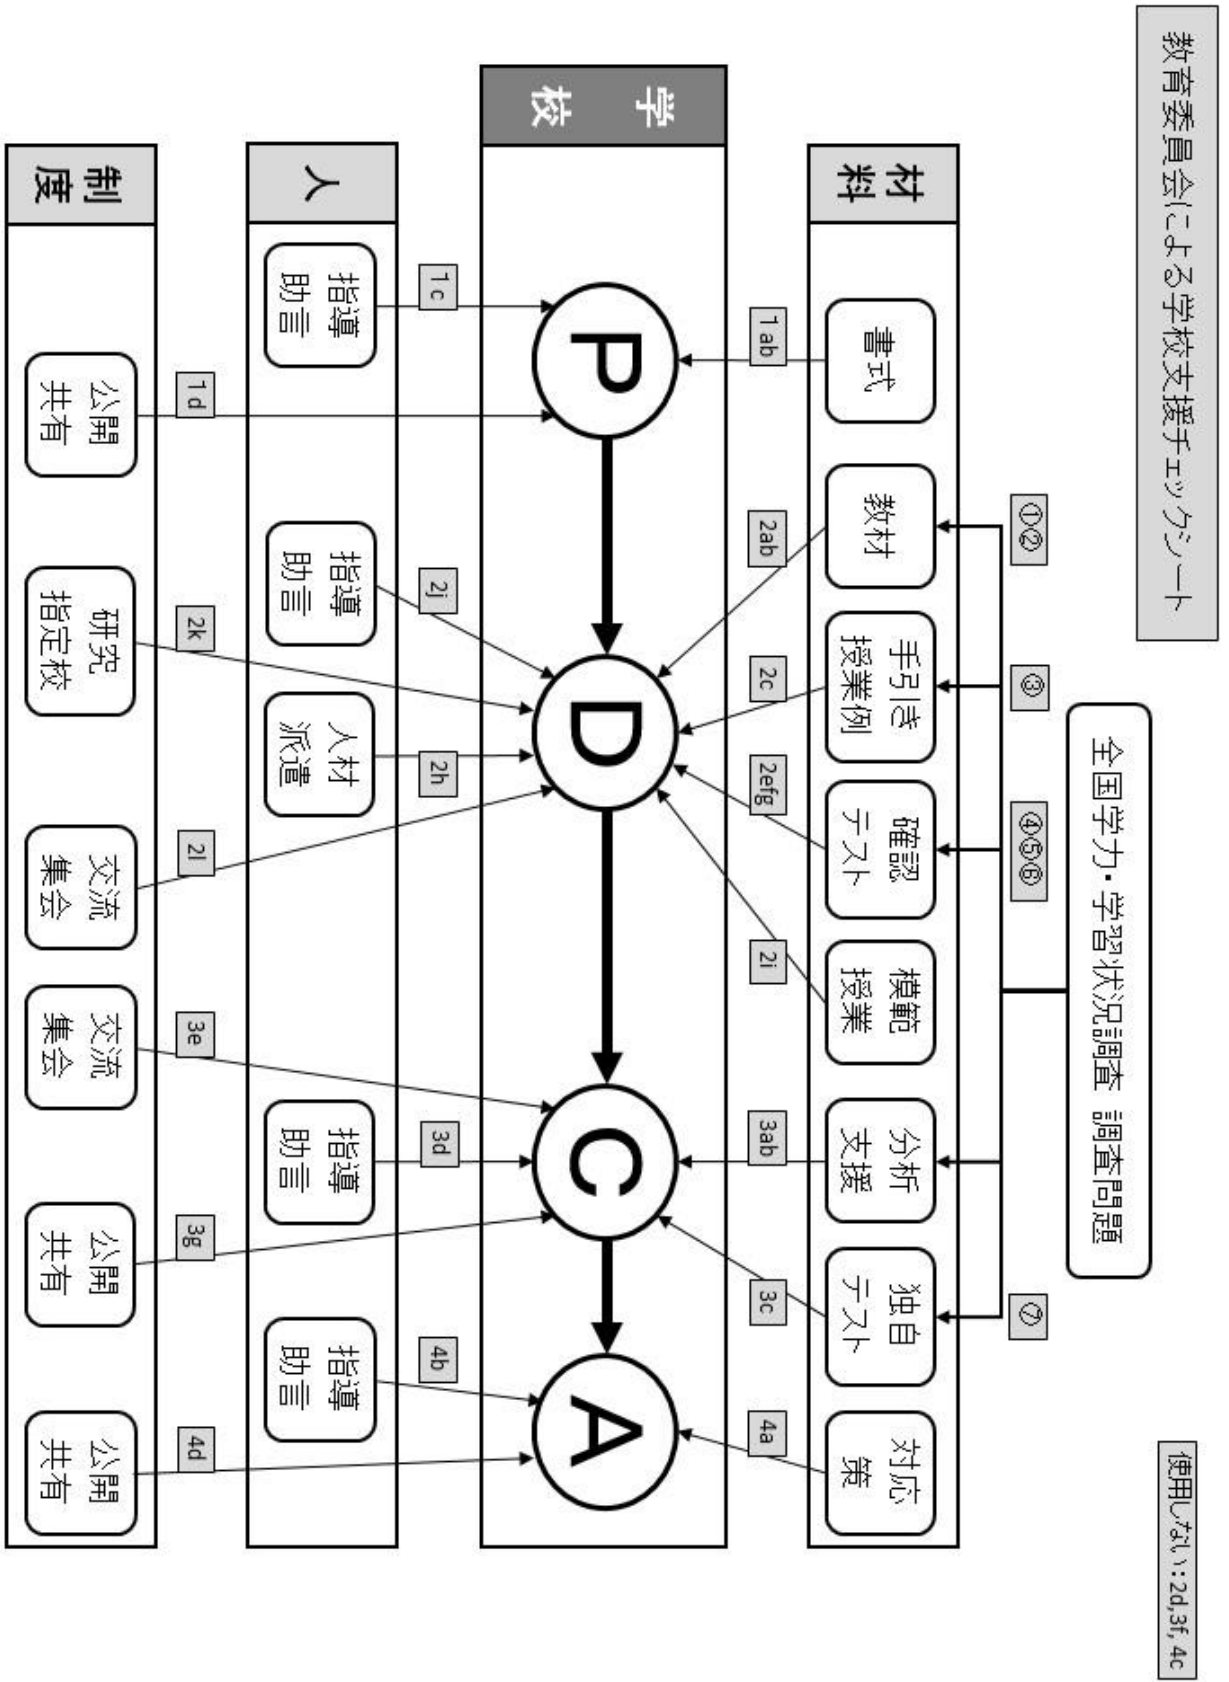 教育委員会による学校支援チェックシート
使用しない:2d,3f, 4c
全国学力・学習状況調査 調査問題
①②
③
④⑤⑥
⑦
材料
書式
教材
手引き
授業例
確認
テスト
模範
授業
分析
支援
独自
テスト
対応
策
1ab
2ab
2c
2efg
2i
3ab
3c
4a
学校
P
D
C
A
1c
2j
2h
3d
4b
人
指導
助言
指導
助言
人材
派遣
指導
助言
指導
助言
1d
2k
2l
3e
3g
4d
制度
公開
共有
研究
指定校
交流
集会
交流
集会
公開
共有
公開
共有